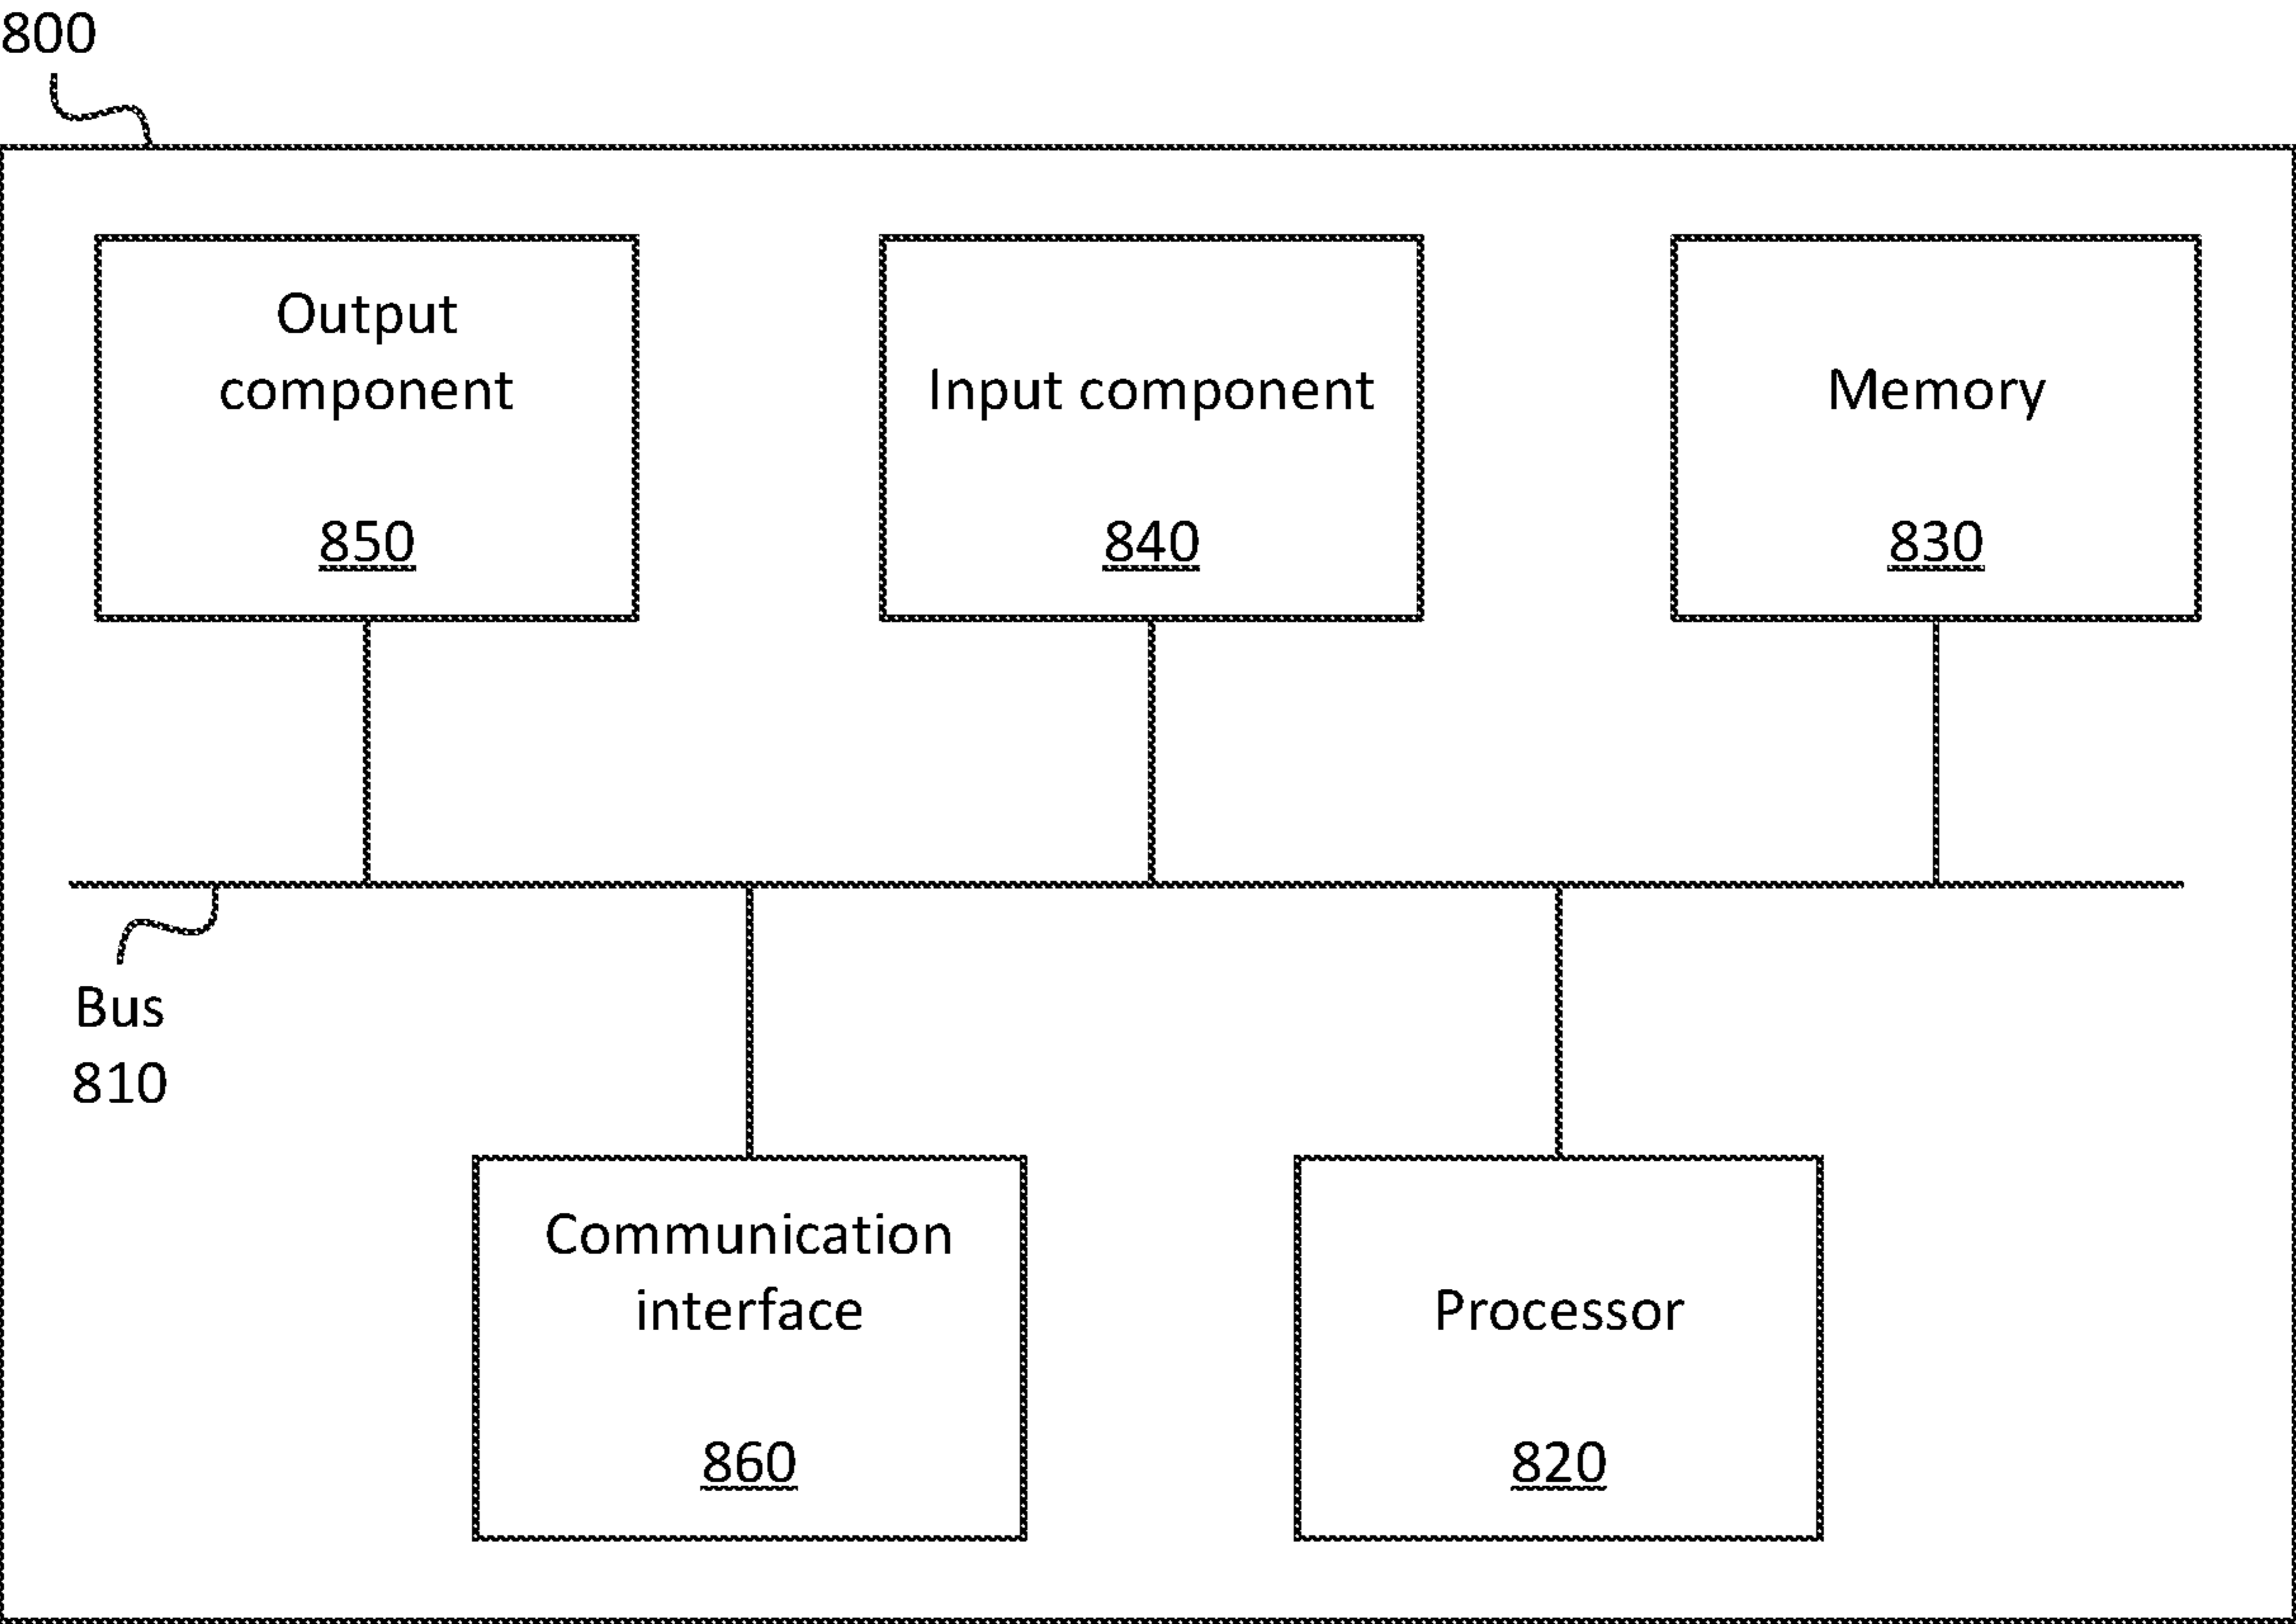 800
Output
component
850
Input component
840
Memory
830
Bus
810
Communication
interface
860
Processor
820